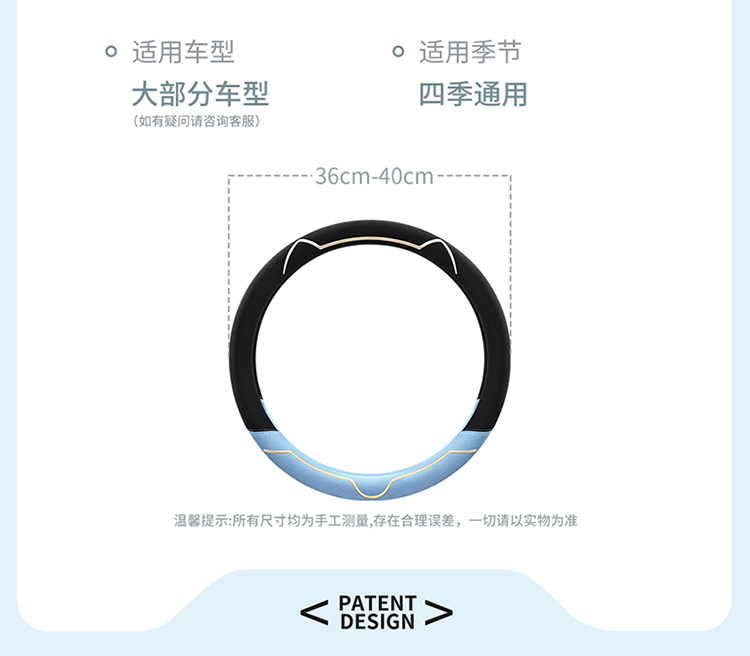 适用车型
大部分车型
（如有疑问请咨询客服）
适用季节
四季通用
36cm-40cm
温馨提示:所有尺寸均为手工测量,存在合理误差，一切请以实物为准
PATENT
DESIGN